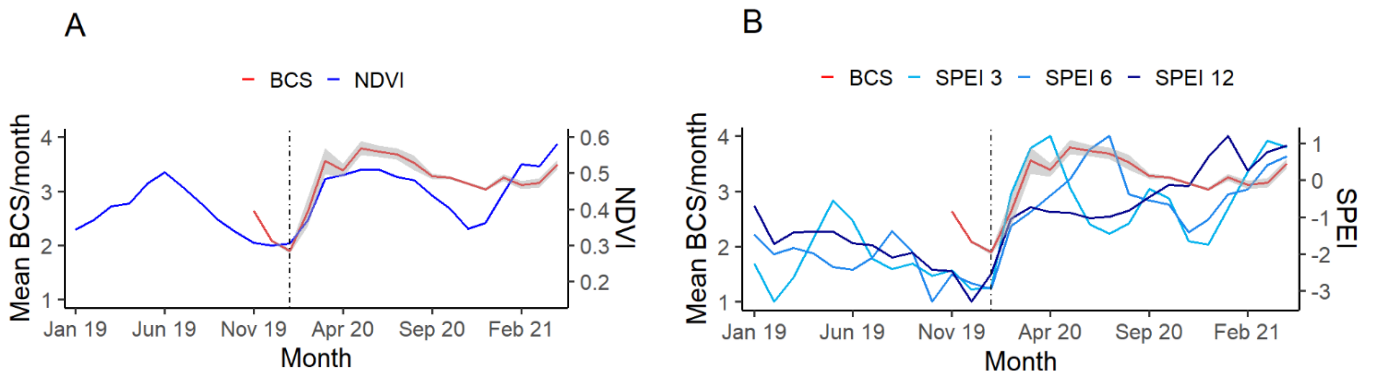 A
BCS NDVI
Mean BCS/month
4
3
2
1
0.6
0.5
0.4
0.3
0.2
NDVI
Jan 19 Jun 19 Nov 19 Apr 20 Sep 20 Feb 21
Month
B
BCS SPEI 3 SPEI 6 SPEI 12
Mean BCS/month
4
3
2
1
1
0
-1
-2
-3
SPEI
Jan 19 Jun 19 Nov 19 Apr 20 Sep 20 Feb 21
Month